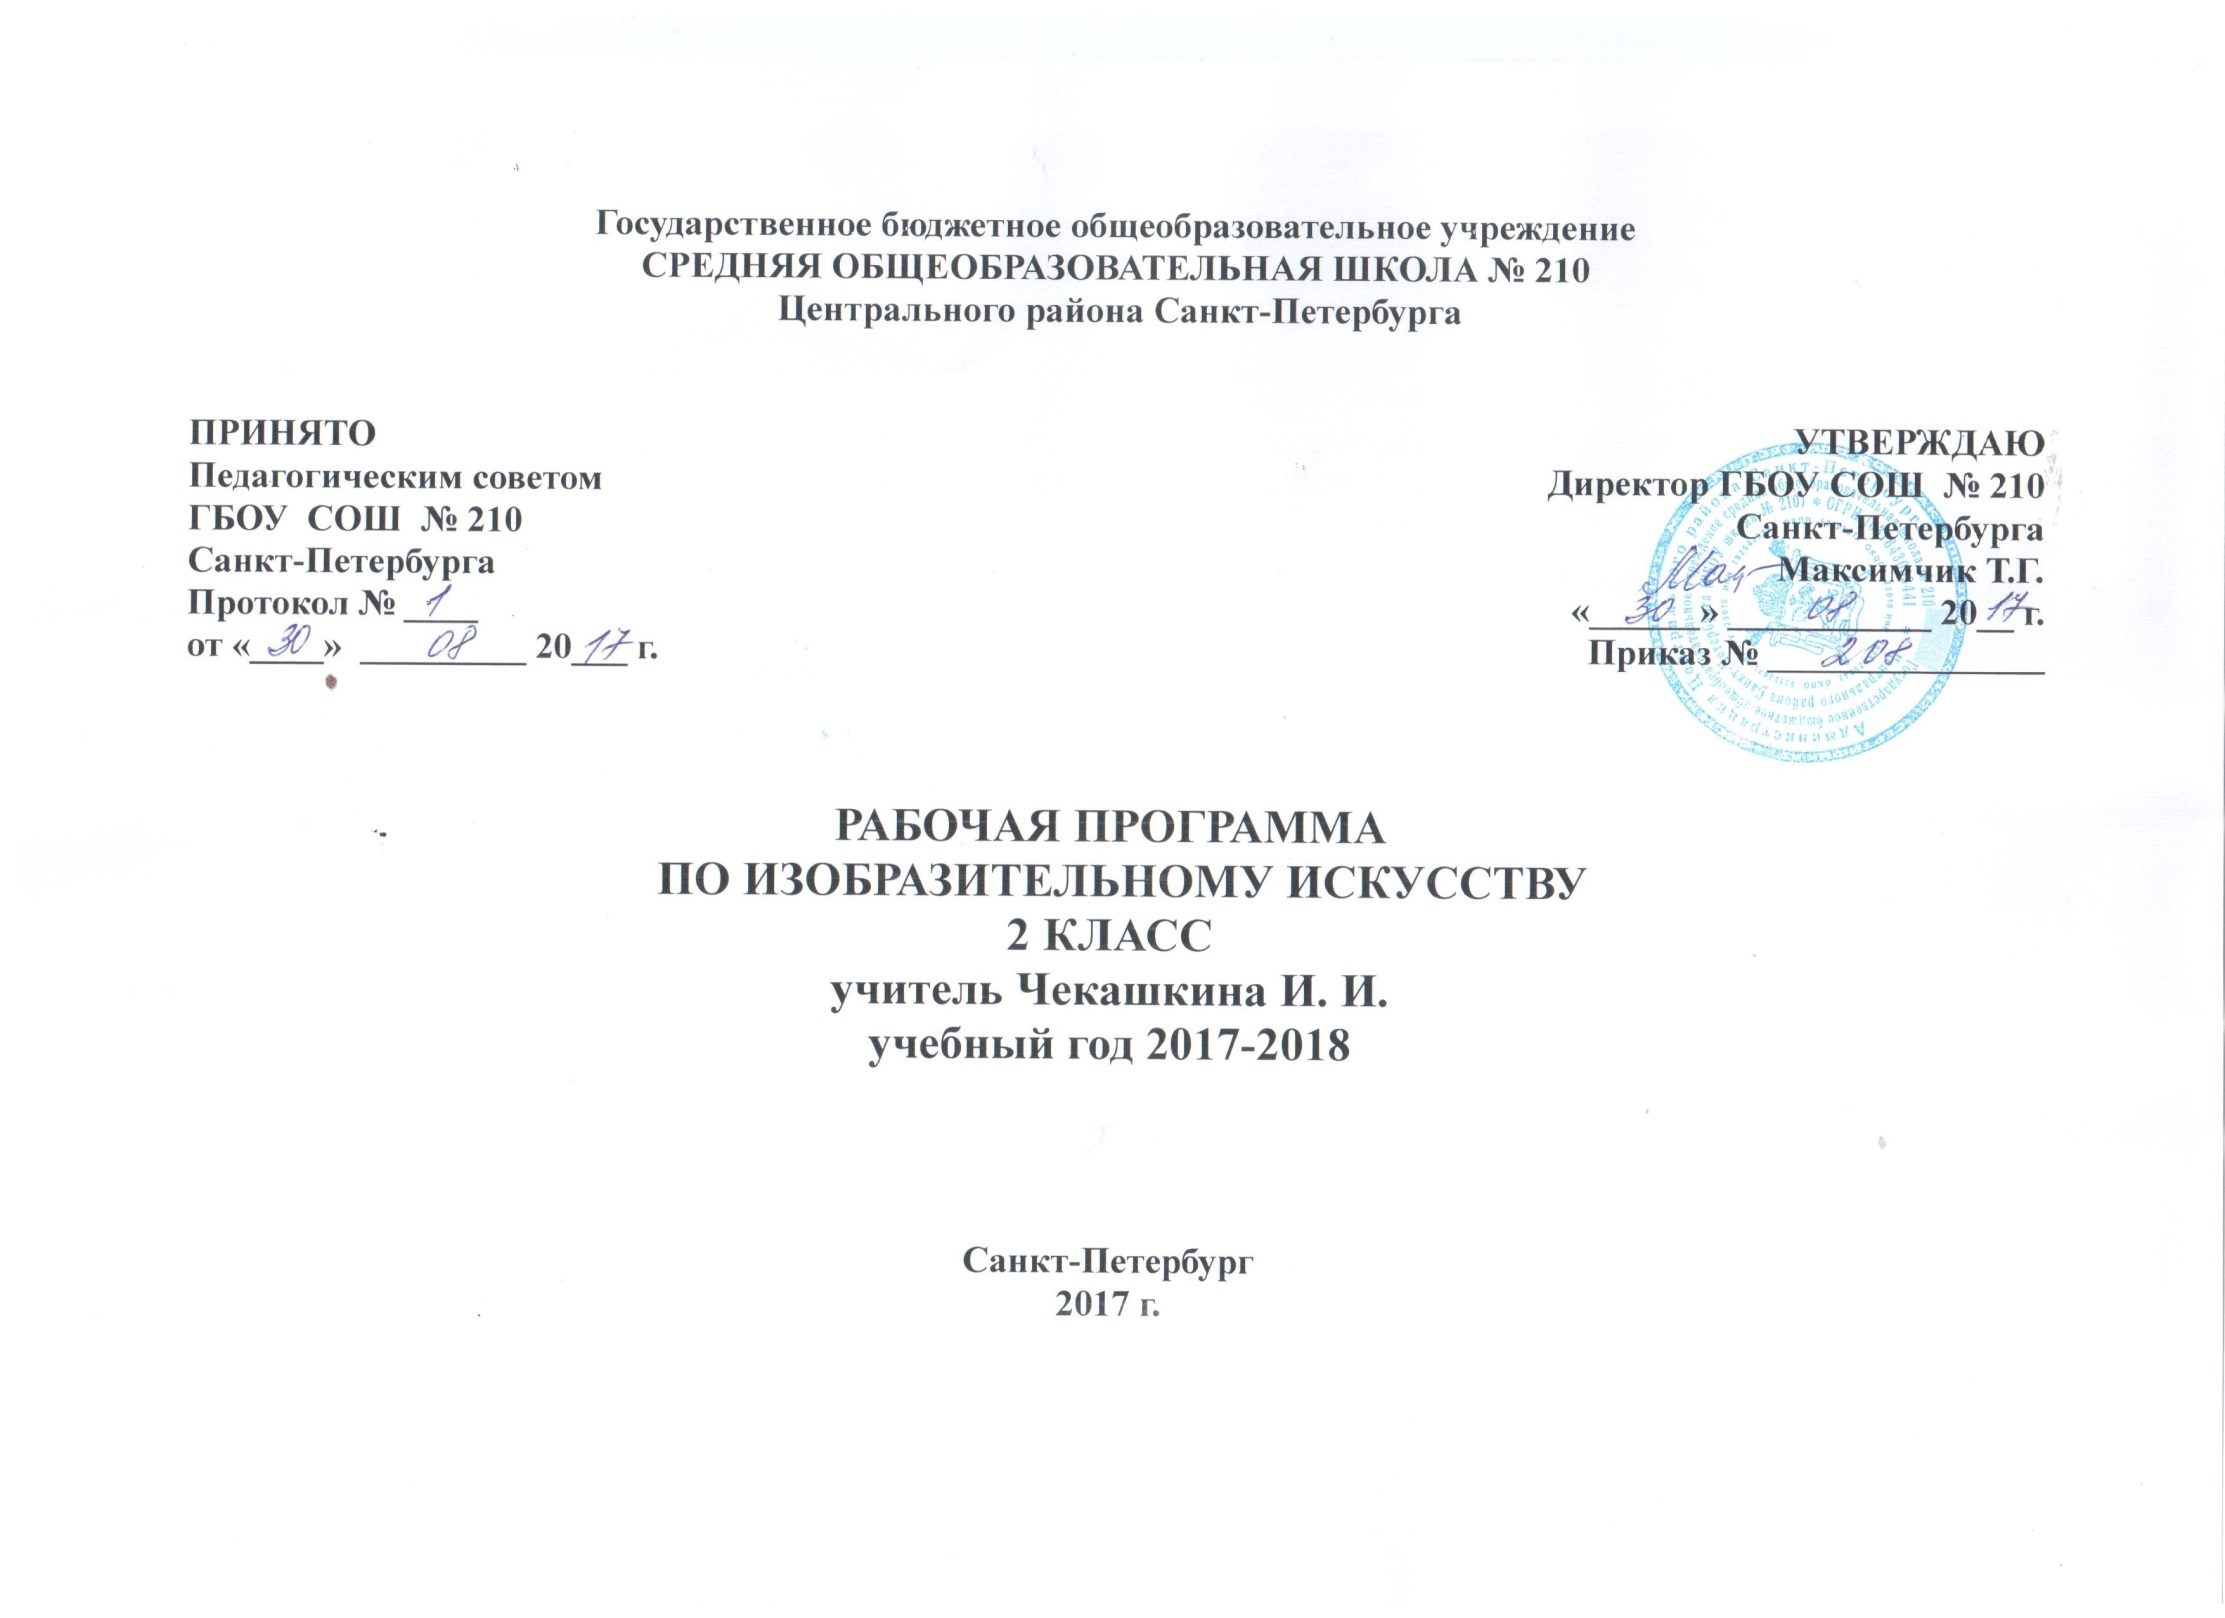 Государственное бюджетное общеобразовательное учреждение
СРЕДНЯЯ ОБЩЕОБРАЗОВАТЕЛЬНАЯ ШКОЛА № 210
Центрального района Санкт-Петербурга
ПРИНЯТО
Педагогическим советом
ГБОУ СОШ № 210
Санкт-Петербурга
Протокол № 1
от «30» 08 2017 г.
УТВЕРЖДАЮ
Директор ГБОУ СОШ № 210
Санкт-Петербурга
Максимчик Т.Г.
«30» 08 2017 г.
Приказ № 208
РАБОЧАЯ ПРОГРАММА
ПО ИЗОБРАЗИТЕЛЬНОМУ ИСКУССТВУ
2 КЛАСС
учитель Чекашкина И. И.
учебный год 2017-2018
Санкт-Петербург
2017 г.